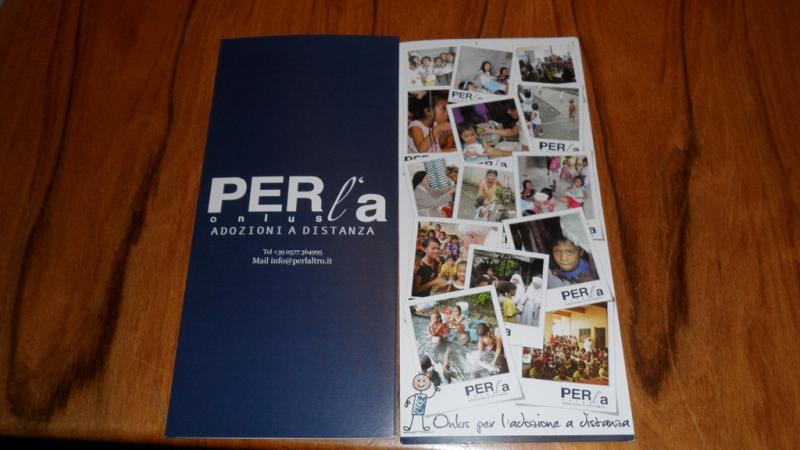 PERl'a
onlus
ADOZIONI A DISTANZA
Tel +39 0577 364995
Mail info@perlaltro.it
PERl'a
PERl'a
PERl'a
PERl'a
PERl'a
Onlus per l'adozione a distanza